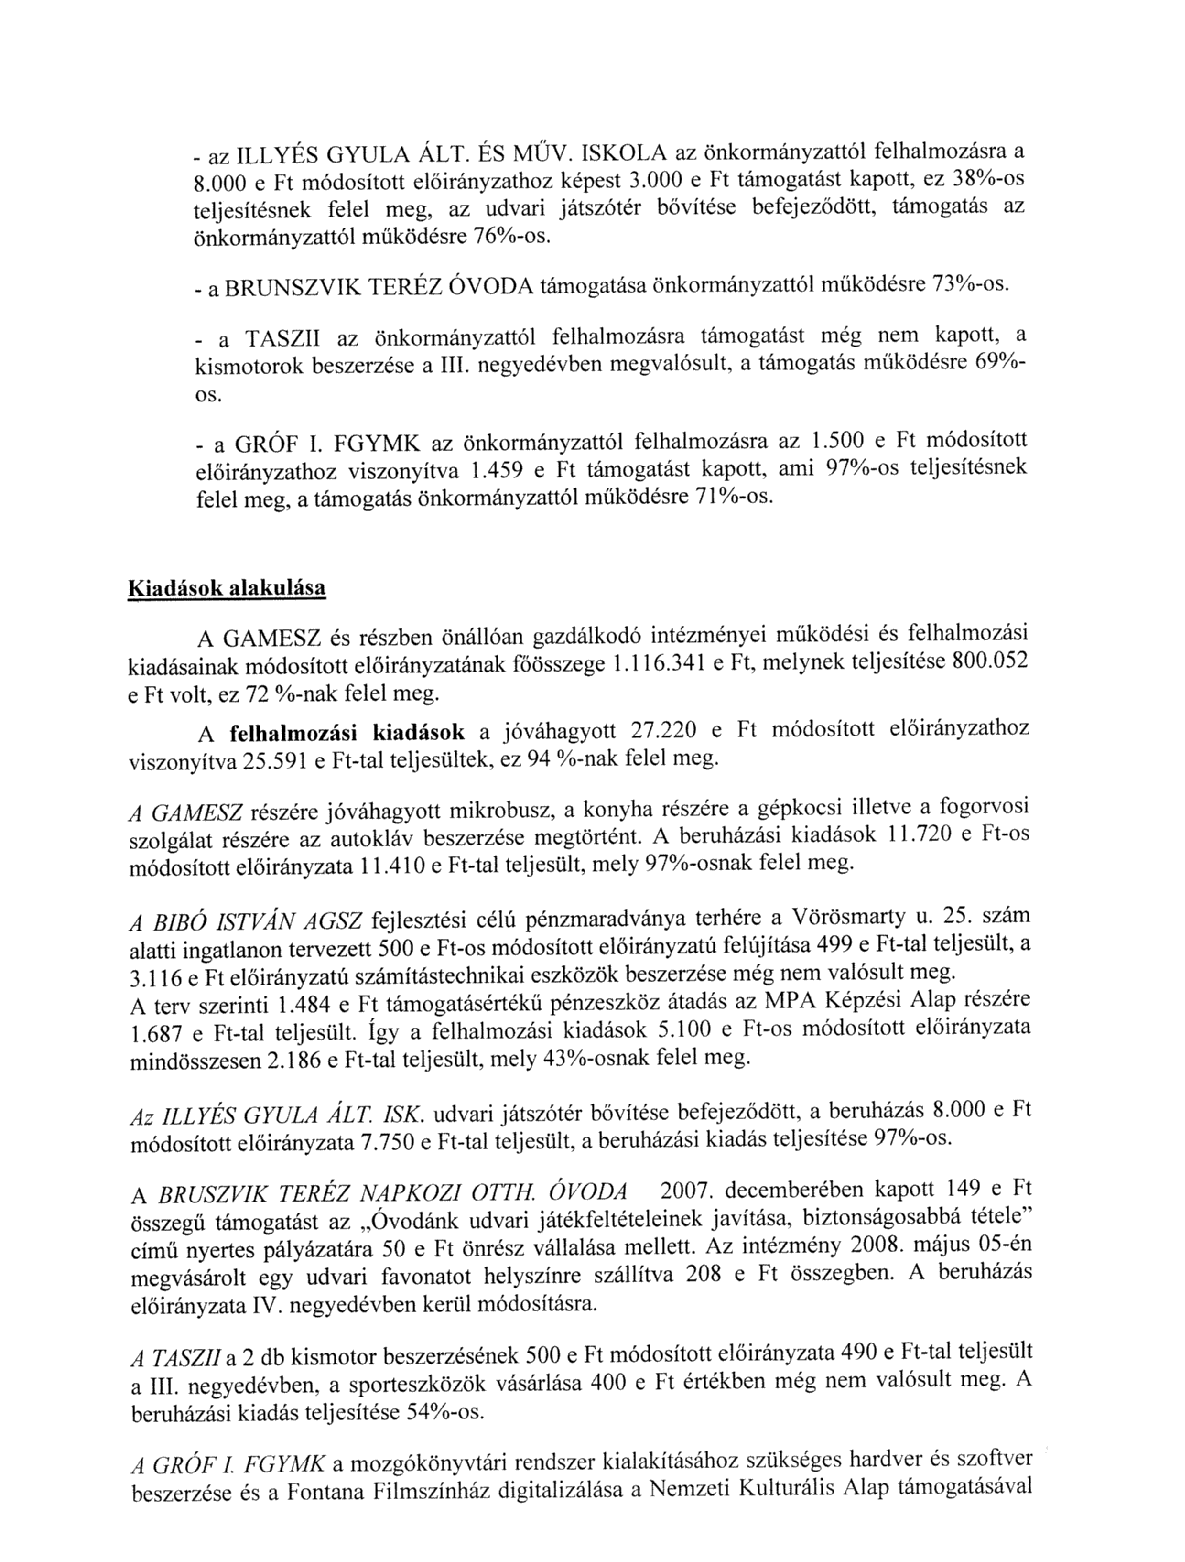 - az ILLYÉS GYULA ÁLT. ÉS MŰV. ISKOLA az önkormányzattól felhalmozásra a
8.000 e Ft módosított előirányzathoz képest 3.000 e Ft támogatást kapott, ez 38%-os
teljesítésnek felel meg, az udvari játszótér bővítése befejeződött, támogatás az
önkormányzattól működésre 76%-os.
- a BRUNSZVIK TERÉZ ÓVODA támogatása önkormányzattól működésre 73%-os.
- a TASZII az önkormányzattól felhalmozásra támogatást még nem kapott, a
kismotorok beszerzése a III. negyedévben megvalósult, a támogatás működésre 69%-
os.
- a GRÓF I. FGYMK az önkormányzattól felhalmozásra az 1.500 e Ft módosított
előirányzathoz viszonyítva 1.459 e Ft támogatást kapott, ami 97%-os teljesítésnek
felel meg, a támogatás önkormányzattól működésre 71%-os.
Kiadások alakulása
A GAMESZ és részben önállóan gazdálkodó intézményei működési és felhalmozási
kiadásainak módosított előirányzatának főösszege 1.116.341 e Ft, melynek teljesítése 800.052
e Ft volt, ez 72 %-nak felel meg.
A felhalmozási kiadások a jóváhagyott 27.220 e Ft módosított előirányzathoz
viszonyítva 25.591 e Ft-tal teljesültek, ez 94 %-nak felel meg.
A GAMESZ részére jóváhagyott mikrobusz, a konyha részére a gépkocsi illetve a fogorvosi
szolgálat részére az autokláv beszerzése megtörtént. A beruházási kiadások 11.720 e Ft-os
módosított előirányzata 11.410 e Ft-tal teljesült, mely 97%-osnak felel meg.
A BIBÓ ISTVÁN AGSZ fejlesztési célú pénzmaradványa terhére a Vörösmarty u. 25. szám
alatti ingatlanon tervezett 500 e Ft-os módosított előirányzatú felújítása 499 e Ft-tal teljesült, a
3.116 e Ft előirányzatú számítástechnikai eszközök beszerzése még nem valósult meg.
A terv szerinti 1.484 e Ft támogatásértékű pénzeszköz átadás az MPA Képzési Alap részére
1.687 e Ft-tal teljesült. Így a felhalmozási kiadások 5.100 e Ft-os módosított előirányzata
mindösszesen 2.186 e Ft-tal teljesült, mely 43%-osnak felel meg.
Az ILLYÉS GYULA ÁLT. ISK. udvari játszótér bővítése befejeződött, a beruházás 8.000 e Ft
módosított előirányzata 7.750 e Ft-tal teljesült, a beruházási kiadás teljesítése 97%-os.
A BRUSZVIK TERÉZ NAPKOZI OTTH. ÓVODA 2007. decemberében kapott 149 e Ft
összegű támogatást az „Óvodánk udvari játékfeltételeinek javítása, biztonságosabbá tétele”
című nyertes pályázatára 50 e Ft önrész vállalása mellett. Az intézmény 2008. május 05-én
megvásárolt egy udvari favonatot helyszínre szállítva 208 e Ft összegben. A beruházás
előirányzata IV. negyedévben kerül módosításra.
A TASZII a 2 db kismotor beszerzésének 500 e Ft módosított előirányzata 490 e Ft-tal teljesült
a III. negyedévben, a sporteszközök vásárlása 400 e Ft értékben még nem valósult meg. A
beruházási kiadás teljesítése 54%-os.
A GRÓF I. FGYMK a mozgókönyvtári rendszer kialakításához szükséges hardver és szoftver
beszerzése és a Fontana Filmszínház digitalizálása a Nemzeti Kulturális Alap támogatásával